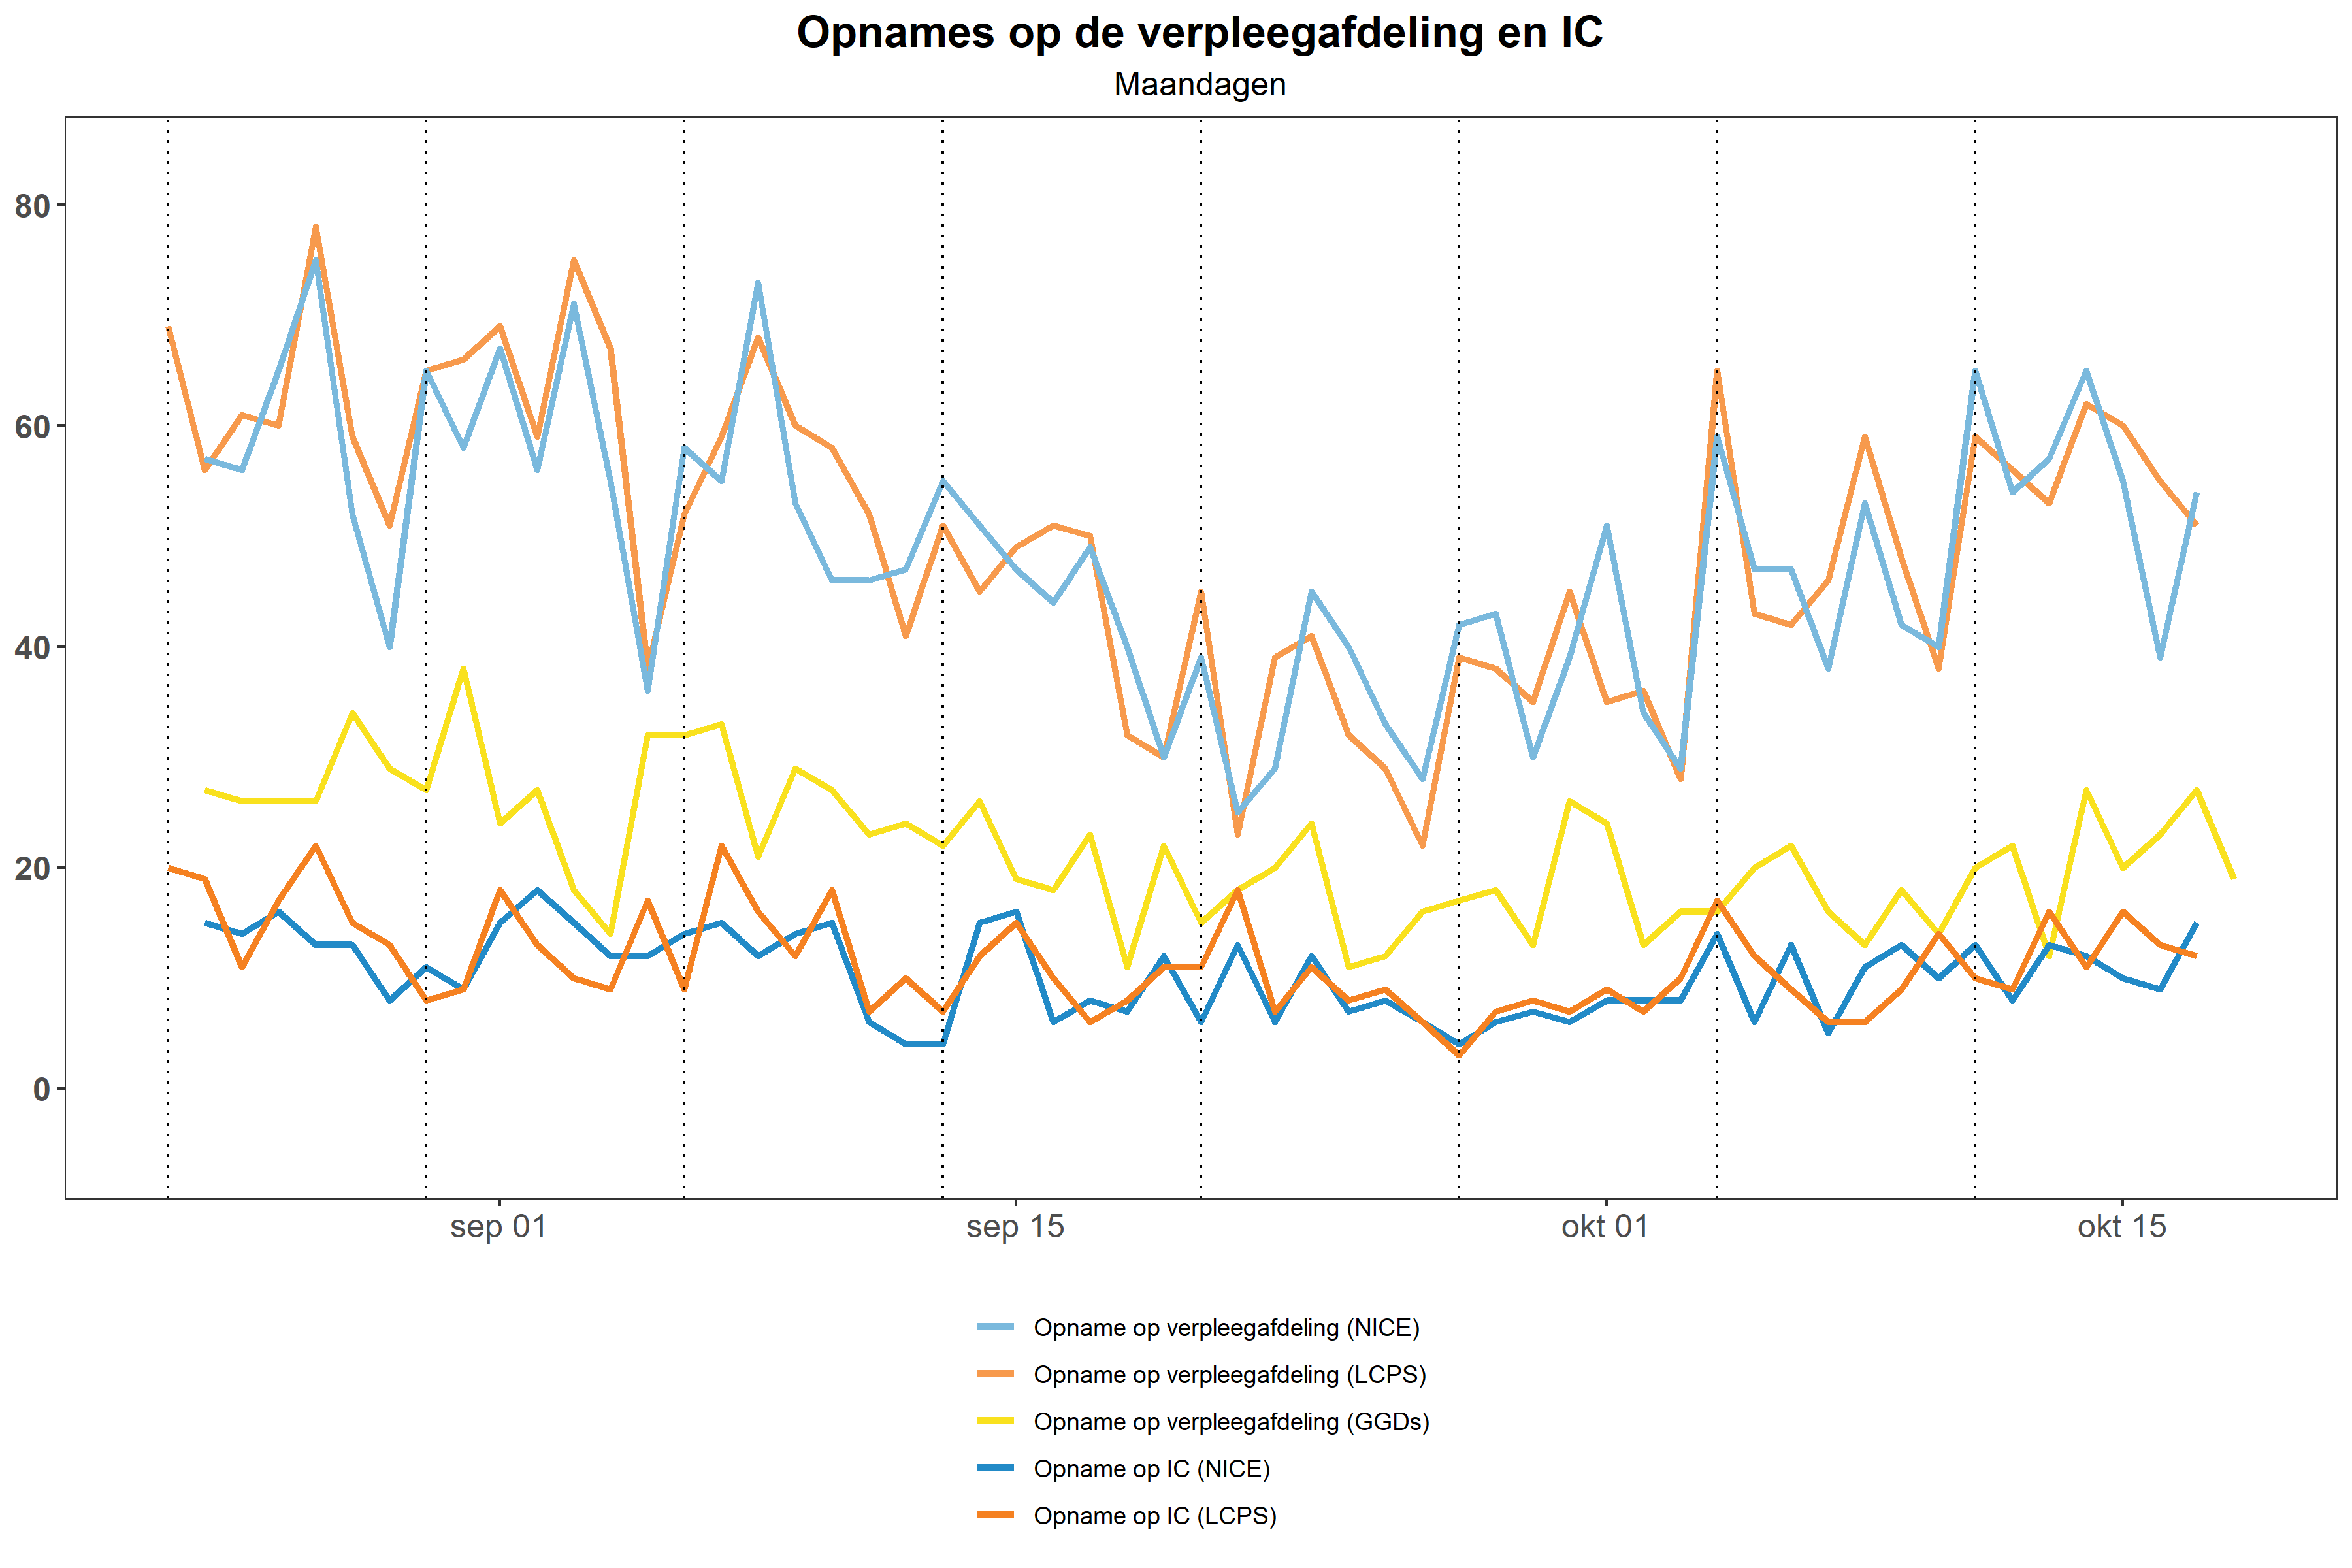 Opnames op de verpleegafdeling en IC
Maandagen
80
60
40
20
0
sep 01
sep 15
okt 01
okt 15
Opname op verpleegafdeling (NICE)
Opname op verpleegafdeling (LCPS)
Opname op verpleegafdeling (GGDs)
Opname op IC (NICE)
Opname op IC (LCPS)